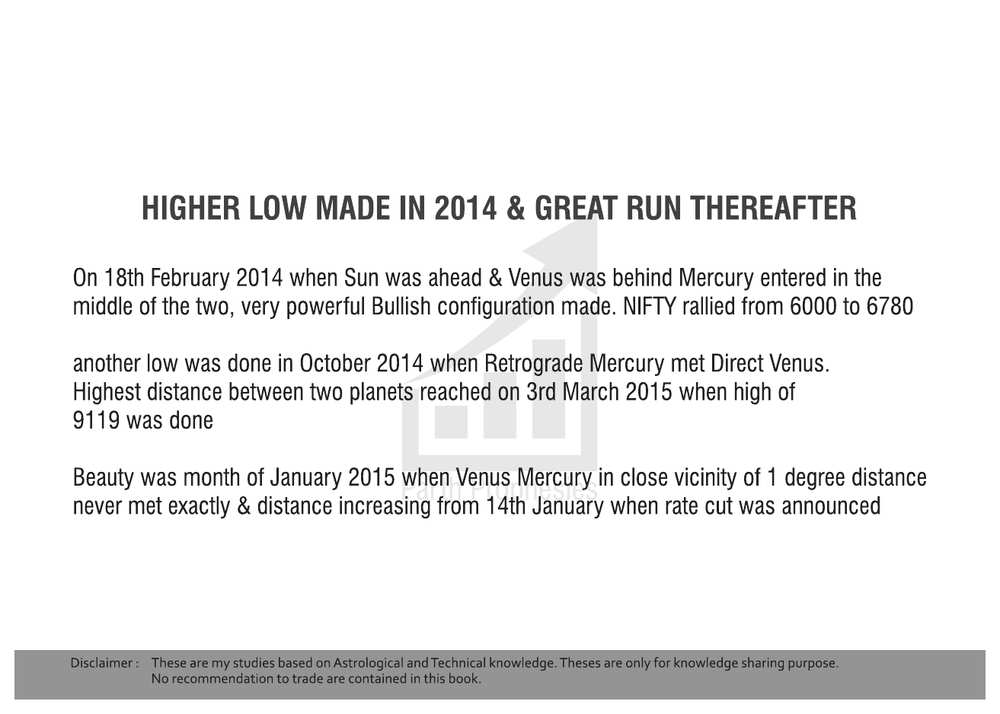 HIGHER LOW MADE IN 2014 & GREAT RUN THEREAFTER
On 18th February 2014 when Sun was ahead & Venus was behind Mercury entered in the
middle of the two, very powerful Bullish configuration made. NIFTY rallied from 6000 to 6780
another low was done in October 2014 when Retrograde Mercury met Direct Venus.
Highest distance between two planets reached on 3rd March 2015 when high of
9119 was done
Beauty was month of January 2015 when Venus Mercury in close vicinity of 1 degree distance
never met exactly & distance increasing from 14th January when rate cut was announced
Disclaimer : These are my studies based on Astrological and Technical knowledge. Theses are only for knowledge sharing purpose.
No recommendation to trade are contained in this book.